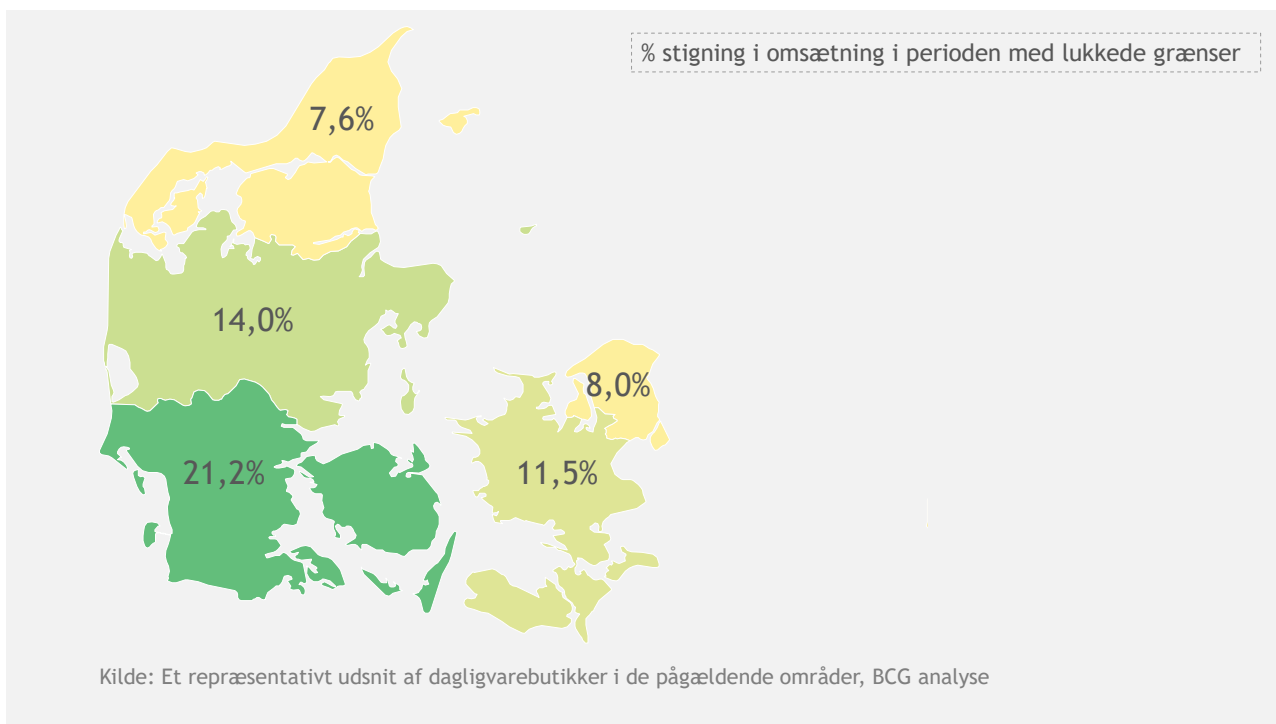 % stigning i omsætning i perioden med lukkede grænser
7,6%
14,0%
8,0%
21,2%
11,5%
Kilde: Et repræsentativt udsnit af dagligvarebutikker i de pågældende områder, BCG analyse